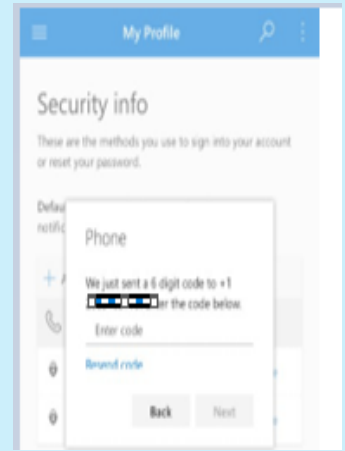 My Profile
Security info
These are the methods you use to sign into your account
or reset your password.
Defau
notific
Phone
We just sent a 6 digit code to +1
er the code below.
Enter code
Resend code
Back Next